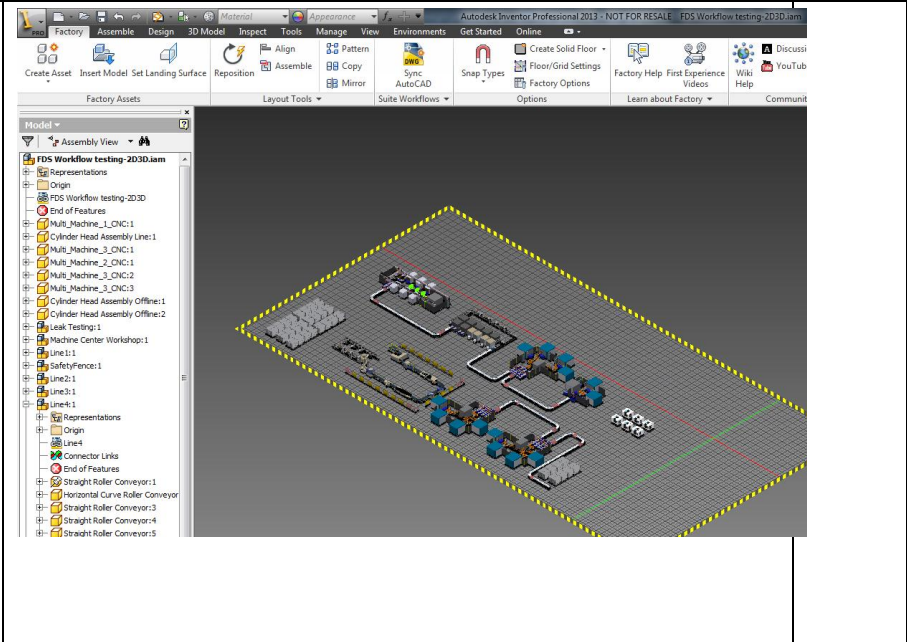 Material Appearance Autodesk Inventor Professional 2013 - NOT FOR RESALE FDS Workflow testing-2D3D.iam
PRO Factory Assemble Design 3D Model Inspect Tools Manage View Environments Get Started Online
Create Asset Insert Model Set Landing Surface Reposition Align Assemble Pattern Copy Mirror DWG Sync AutoCAD Snap Types Create Solid Floor Floor/Grid Settings Factory Options Factory Help First Experience Videos Wiki Help Discussi YouTub
Factory Assets Layout Tools Suite Workflows Options Learn about Factory Communit
Model
Assembly View
FDS Workflow testing-2D3D.iam
Representations
Origin
FDS Workflow testing-2D3D
End of Features
Multi_Machine_1_CNC:1
Cylinder Head Assembly Line:1
Multi_Machine_3_CNC:1
Multi_Machine_2_CNC:1
Multi_Machine_3_CNC:2
Multi_Machine_3_CNC:3
Cylinder Head Assembly Offline:1
Cylinder Head Assembly Offline:2
Leak Testing:1
Machine Center Workshop:1
Line1:1
SafetyFence:1
Line2:1
Line3:1
Line4:1
Representations
Origin
Line4
Connector Links
End of Features
Straight Roller Conveyor:1
Horizontal Curve Roller Conveyor
Straight Roller Conveyor:3
Straight Roller Conveyor:4
Straight Roller Conveyor:5